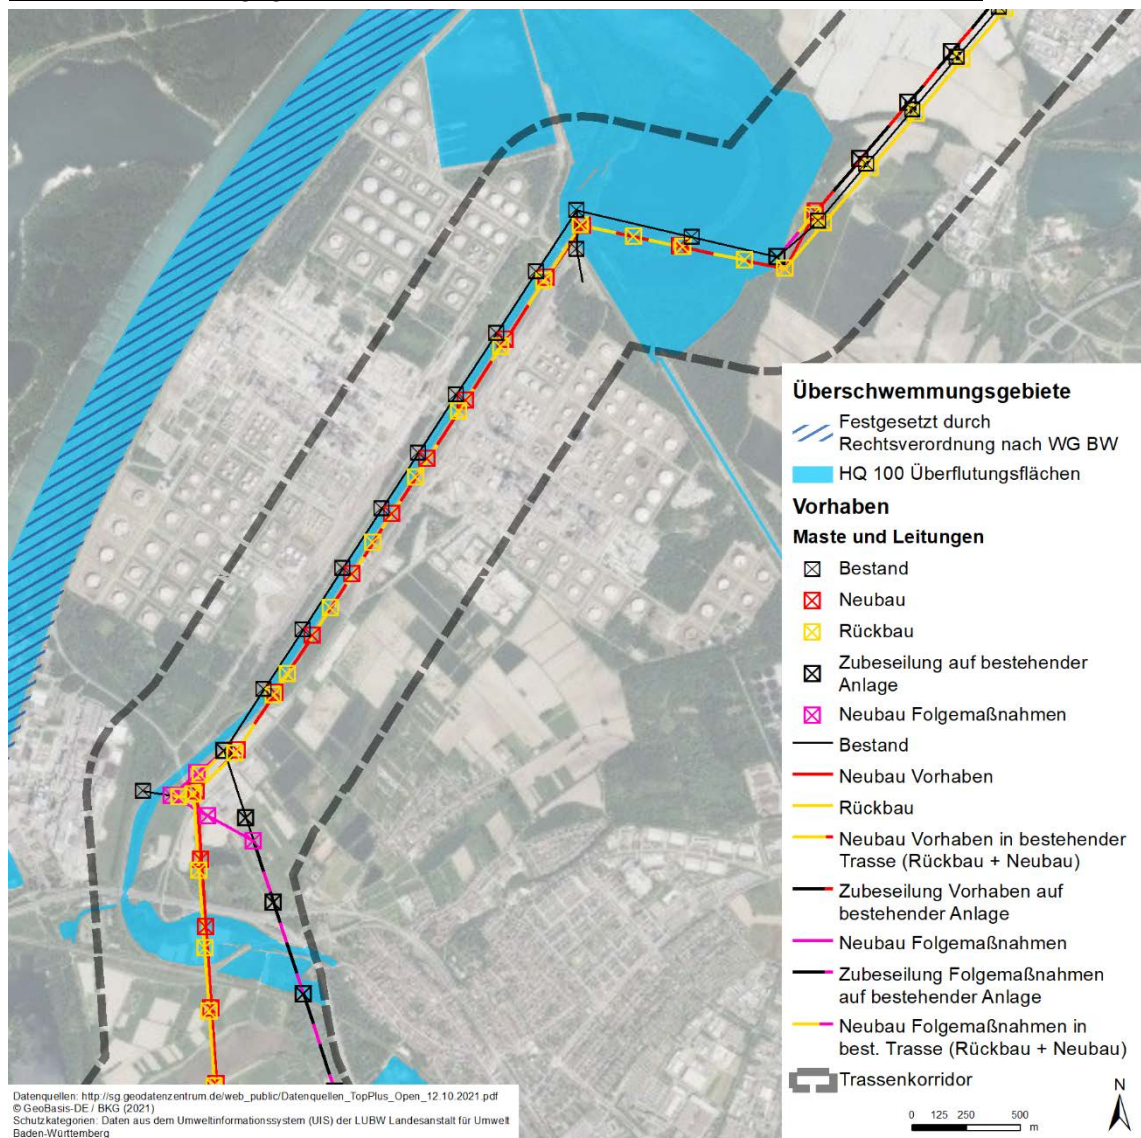 Überschwemmungsgebiete
Festgesetzt durch
Rechtsverordnung nach WG BW
HQ 100 Überflutungsflächen
Vorhaben
Maste und Leitungen
Bestand
Neubau
Rückbau
Zubeseilung auf bestehender
Anlage
Neubau Folgemaßnahmen
Bestand
Neubau Vorhaben
Rückbau
Neubau Vorhaben in bestehender
Trasse (Rückbau + Neubau)
Zubeseilung Vorhaben auf
bestehender Anlage
Neubau Folgemaßnahmen
Zubeseilung Folgemaßnahmen
auf bestehender Anlage
Neubau Folgemaßnahmen in
best. Trasse (Rückbau + Neubau)
Trassenkorridor
N
0 125 250 500
m
Datenquellen: http://sg.geodatenzentrum.de/web_public/Datenquellen_TopPlus_Open_12.10.2021.pdf
© GeoBasis-DE / BKG (2021)
Schutzkategorien: Daten aus dem Umweltinformationssystem (UIS) der LUBW Landesanstalt für Umwelt
Baden-Württemberg